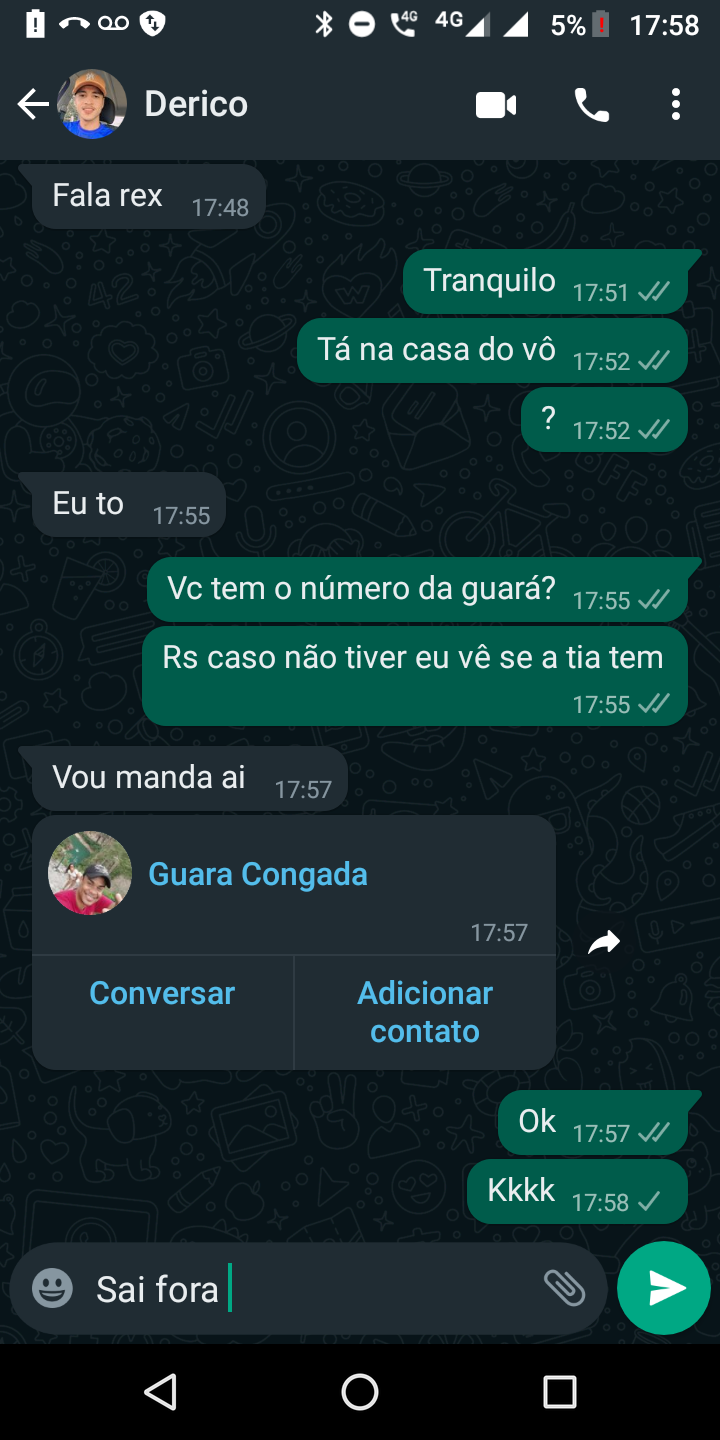 4G 4G 5% 17:58
Derico
Fala rex 17:48
Tranquilo 17:51
Tá na casa do vô 17:52
? 17:52
Eu to 17:55
Vc tem o número da guará? 17:55
Rs caso não tiver eu vê se a tia tem
17:55
Vou manda ai 17:57
Guara Congada
17:57
Conversar
Adicionar
contato
Ok 17:57
Kkkk 17:58
Sai fora